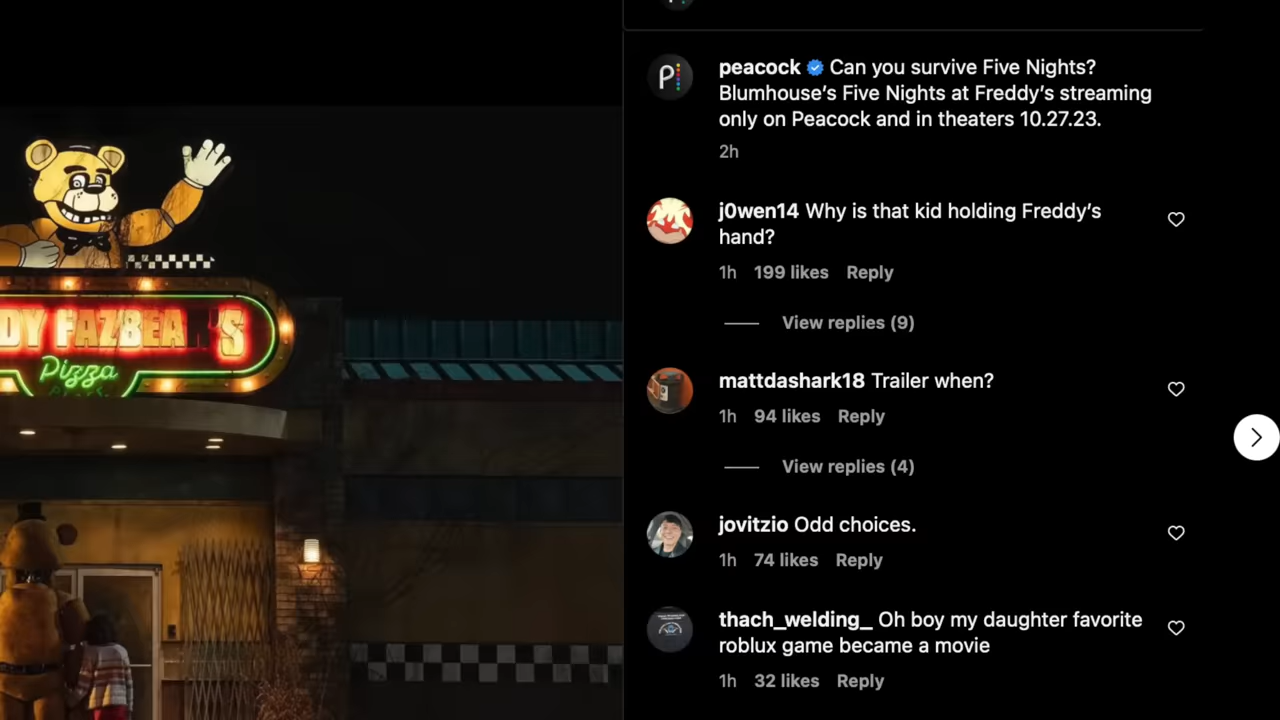 peacock Can you survive Five Nights?
Blumhouse's Five Nights at Freddy's streaming
only on Peacock and in theaters 10.27.23.
2h
j0wen14 Why is that kid holding Freddy's
hand?
1h 199 likes Reply
View replies (9)
mattdashark18 Trailer when?
1h 94 likes Reply
View replies (4)
jovitzio Odd choices.
1h 74 likes Reply
thach_welding_ Oh boy my daughter favorite
roblux game became a movie
1h 32 likes Reply
DY FAZBEAR'S
Pizza